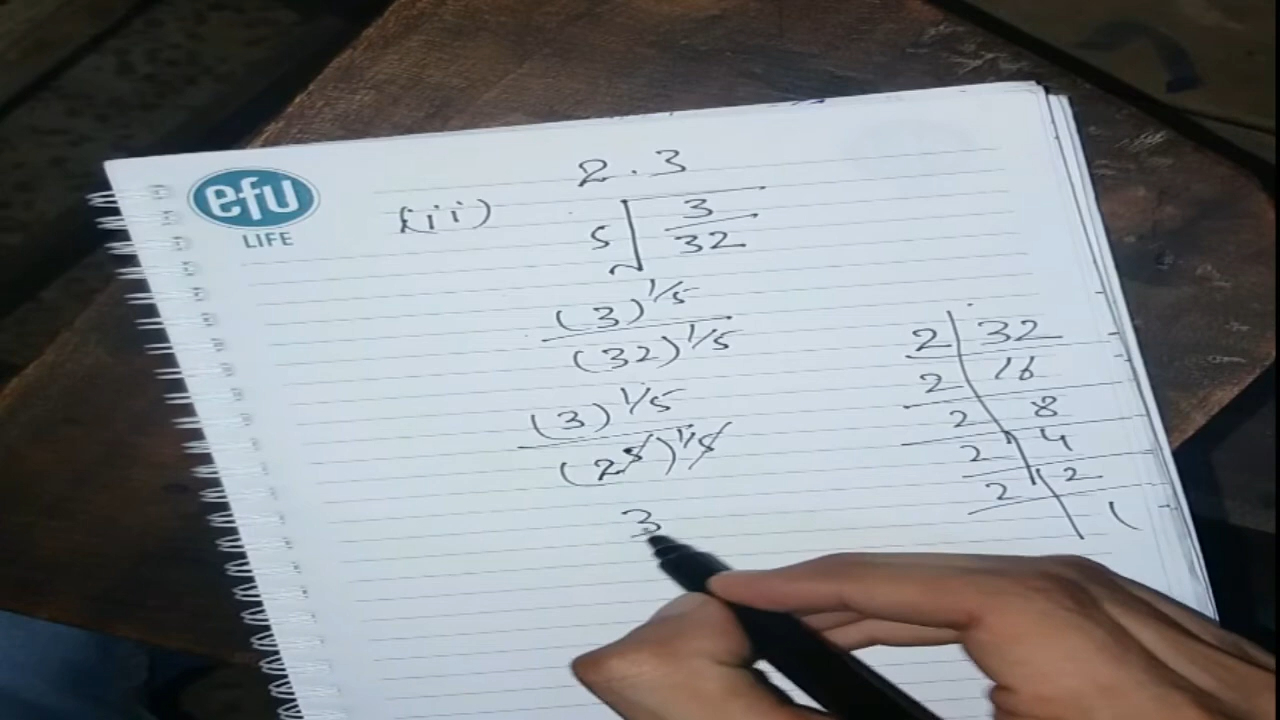 efu
LIFE
2.3
(ii)
5√3/32
(3)^1/5
(32)^1/5
(3)^1/5
(2^5)^1/5
3
2 | 32
2 | 16
2 | 8
2 | 4
2 | 2
1